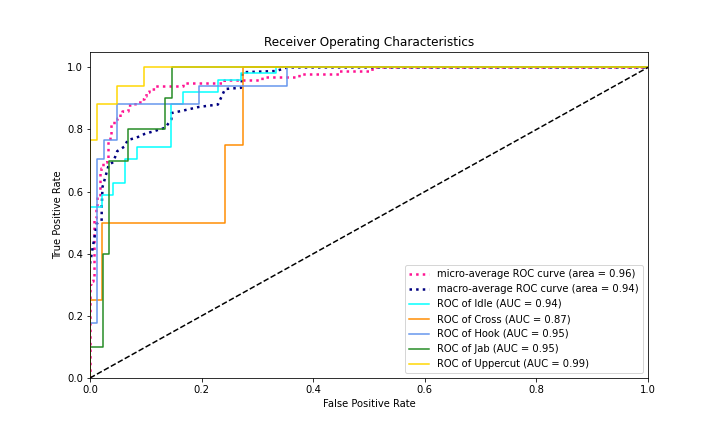 Receiver Operating Characteristics
True Positive Rate
1.0
0.8
0.6
0.4
0.2
0.0
micro-average ROC curve (area = 0.96)
macro-average ROC curve (area = 0.94)
ROC of Idle (AUC = 0.94)
ROC of Cross (AUC = 0.87)
ROC of Hook (AUC = 0.95)
ROC of Jab (AUC = 0.95)
ROC of Uppercut (AUC = 0.99)
0.0 0.2 0.4 0.6 0.8 1.0
False Positive Rate